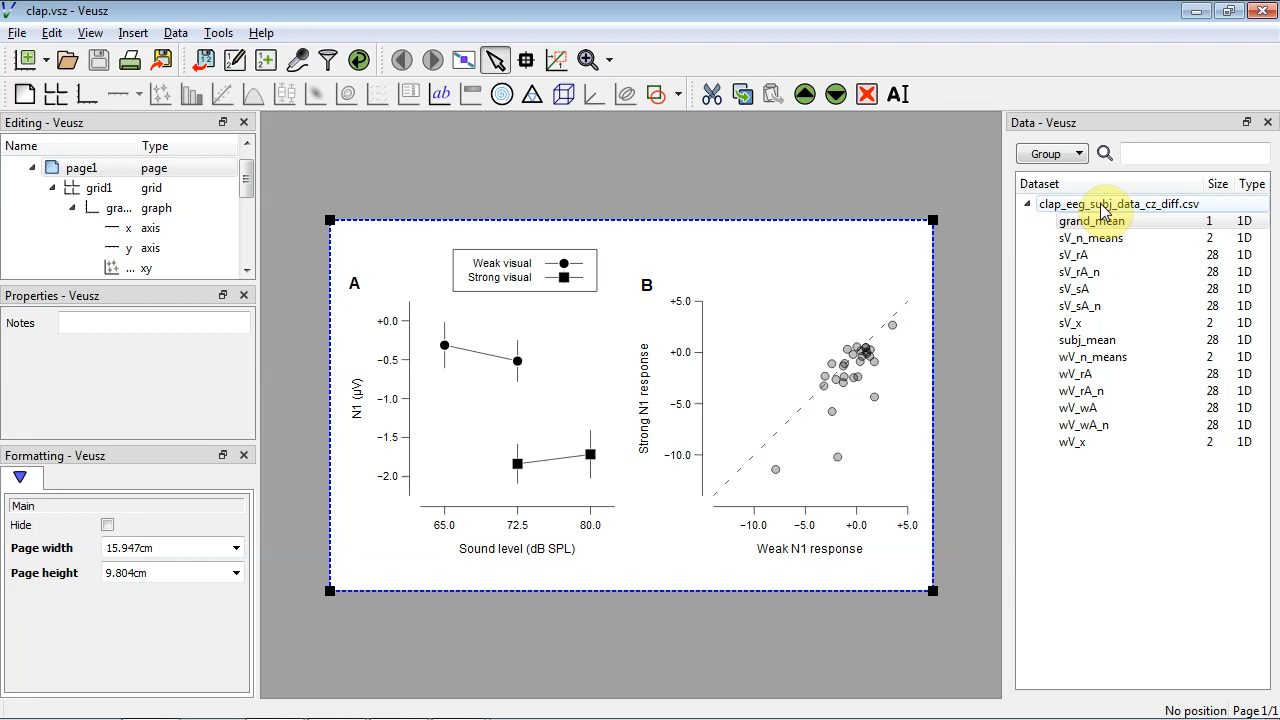 clap.vsz - Veusz
File Edit View Insert Data Tools Help
ab
Editing - Veusz
Name Type
page1 page
grid1 grid
gra... graph
x axis
y axis
... xy
Properties - Veusz
Notes
Formatting - Veusz
Main
Hide
Page width 15.947cm
Page height 9.804cm
A
Weak visual
Strong visual
+0.0
−0.5
−1.0
−1.5
−2.0
N1 (μV)
65.0 72.5 80.0
Sound level (dB SPL)
B
+5.0
+0.0
−5.0
−10.0
Strong N1 response
−10.0 −5.0 +0.0 +5.0
Weak N1 response
Data - Veusz
Group
Dataset Size Type
clap_eeg_subj_data_cz_diff.csv
grand_mean 1 1D
sV_n_means 2 1D
sV_rA 28 1D
sV_rA_n 28 1D
sV_sA 28 1D
sV_sA_n 28 1D
sV_x 2 1D
subj_mean 28 1D
wV_n_means 2 1D
wV_rA 28 1D
wV_rA_n 28 1D
wV_wA 28 1D
wV_wA_n 28 1D
wV_x 2 1D
No position Page 1/1